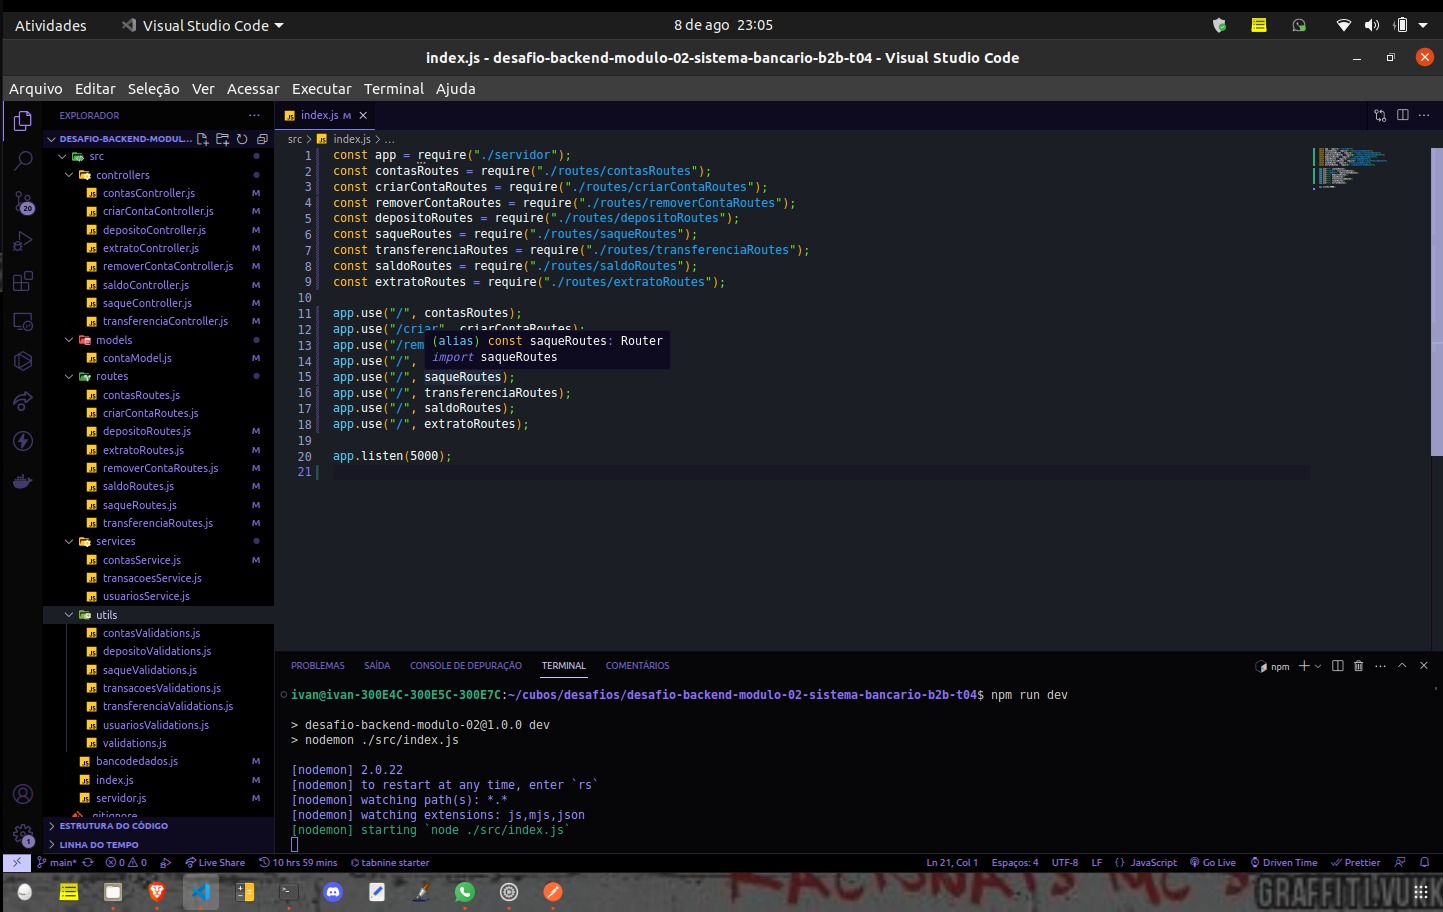 Atividades
Visual Studio Code
8 de ago 23:05
index.js - desafio-backend-modulo-02-sistema-bancario-b2b-t04 - Visual Studio Code
Arquivo Editar Seleção Ver Acessar Executar Terminal Ajuda
EXPLORADOR
DESAFIO-BACKEND-MODUL...
src
controllers
contasController.js M
criarContaController.js M
depositoController.js M
extratoController.js M
removerContaController.js M
saldoController.js M
saqueController.js M
transferenciaController.js M
models
contaModel.js M
routes
contasRoutes.js
criarContaRoutes.js
depositoRoutes.js M
extratoRoutes.js M
removerContaRoutes.js M
saldoRoutes.js M
saqueRoutes.js M
transferenciaRoutes.js M
services
contasService.js M
transacoesService.js
usuariosService.js
utils
contasValidations.js
depositoValidations.js
saqueValidations.js
transacoesValidations.js
transferenciaValidations.js
usuariosValidations.js
validations.js
bancodedados.js M
index.js M
servidor.js M
.gitignore
ESTRUTURA DO CÓDIGO
LINHA DO TEMPO
20
1
index.js M
src > index.js > ...
1 const app = require("./servidor");
2 const contasRoutes = require("./routes/contasRoutes");
3 const criarContaRoutes = require("./routes/criarContaRoutes");
4 const removerContaRoutes = require("./routes/removerContaRoutes");
5 const depositoRoutes = require("./routes/depositoRoutes");
6 const saqueRoutes = require("./routes/saqueRoutes");
7 const transferenciaRoutes = require("./routes/transferenciaRoutes");
8 const saldoRoutes = require("./routes/saldoRoutes");
9 const extratoRoutes = require("./routes/extratoRoutes");
10
11 app.use("/", contasRoutes);
12 app.use("/criar", criarContaRoutes);
13 app.use("/rem
14 app.use("/",
(alias) const saqueRoutes: Router
import saqueRoutes
15 app.use("/", saqueRoutes);
16 app.use("/", transferenciaRoutes);
17 app.use("/", saldoRoutes);
18 app.use("/", extratoRoutes);
19
20 app.listen(5000);
21
PROBLEMAS SAÍDA CONSOLE DE DEPURAÇÃO TERMINAL COMENTÁRIOS
npm
ivan@ivan-300E4C-300E5C-300E7C:~/cubos/desafios/desafio-backend-modulo-02-sistema-bancario-b2b-t04$ npm run dev
> desafio-backend-modulo-02@1.0.0 dev
> nodemon ./src/index.js
[nodemon] 2.0.22
[nodemon] to restart at any time, enter `rs`
[nodemon] watching path(s): *.*
[nodemon] watching extensions: js,mjs,json
[nodemon] starting `node ./src/index.js`
main* 0 0 Live Share 10 hrs 59 mins tabnine starter
Ln 21, Col 1 Espaços: 4 UTF-8 LF {} JavaScript Go Live Driven Time Prettier
RACIONAIS MC S
GRAFFITI.VUKK